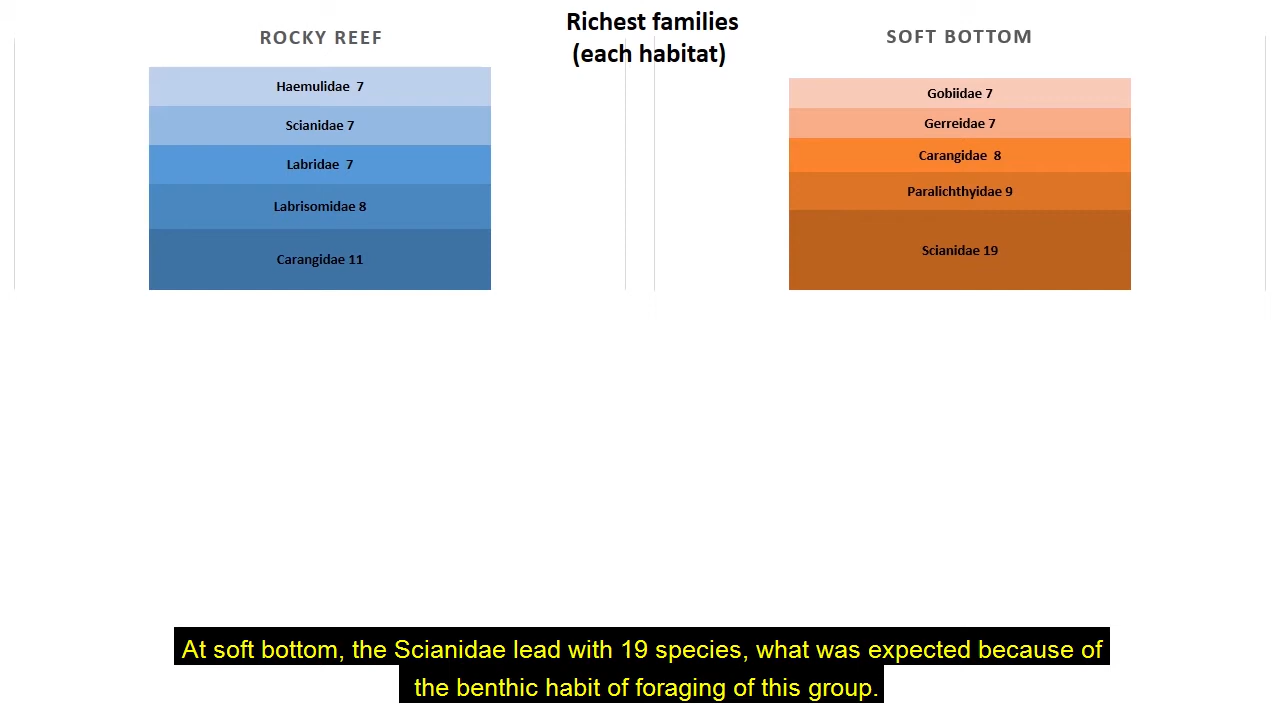 Richest families
(each habitat)
ROCKY REEF
Haemulidae 7
Scianidae 7
Labridae 7
Labrisomidae 8
Carangidae 11
SOFT BOTTOM
Gobiidae 7
Gerreidae 7
Carangidae 8
Paralichthyidae 9
Scianidae 19
At soft bottom, the Scianidae lead with 19 species, what was expected because of
the benthic habit of foraging of this group.